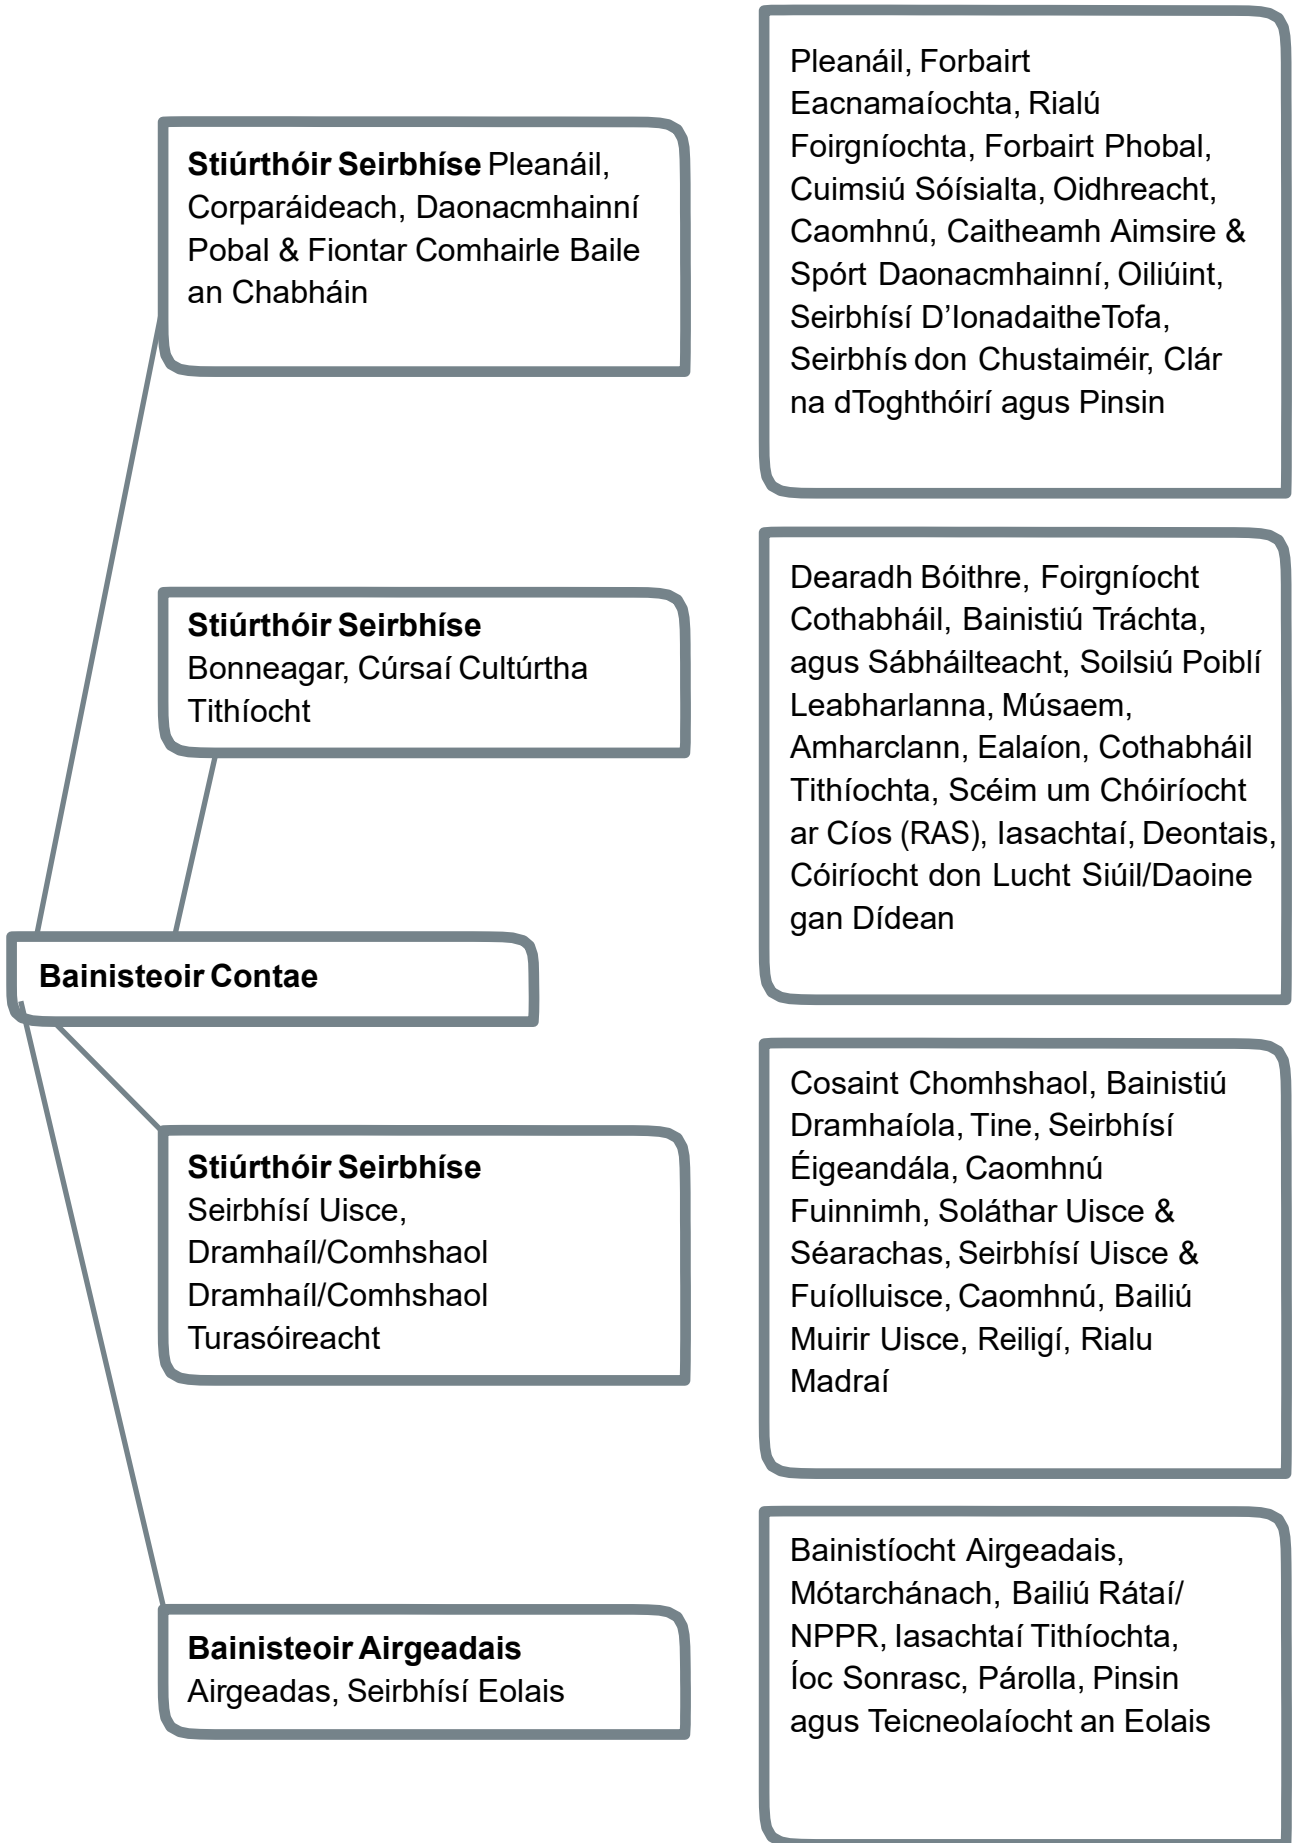 Stiúrthóir Seirbhíse Pleanáil,
Corparáideach, Daonacmhainní
Pobal & Fiontar Comhairle Baile
an Chabháin
Pleanáil, Forbairt
Eacnamaíochta, Rialú
Foirgníochta, Forbairt Phobal,
Cuimsiú Sóísialta, Oidhreacht,
Caomhnú, Caitheamh Aimsire &
Spórt Daonacmhainní, Oiliúint,
Seirbhísí D’IonadaitheTofa,
Seirbhís don Chustaiméir, Clár
na dToghthóirí agus Pinsin
Stiúrthóir Seirbhíse
Bonneagar, Cúrsaí Cultúrtha
Tithíocht
Dearadh Bóithre, Foirgníocht
Cothabháil, Bainistiú Tráchta,
agus Sábháilteacht, Soilsiú Poiblí
Leabharlanna, Músaem,
Amharclann, Ealaíon, Cothabháil
Tithíochta, Scéim um Chóiríocht
ar Cíos (RAS), Iasachtaí, Deontais,
Cóiríocht don Lucht Siúil/Daoine
gan Dídean
Bainisteoir Contae
Stiúrthóir Seirbhíse
Seirbhísí Uisce,
Dramhaíl/Comhshaol
Dramhaíl/Comhshaol
Turasóireacht
Cosaint Chomhshaol, Bainistiú
Dramhaíola, Tine, Seirbhísí
Éigeandála, Caomhnú
Fuinnimh, Soláthar Uisce &
Séarachas, Seirbhísí Uisce &
Fuíolluisce, Caomhnú, Bailiú
Muirir Uisce, Reiligí, Rialu
Madraí
Bainisteoir Airgeadais
Airgeadas, Seirbhísí Eolais
Bainistíocht Airgeadais,
Mótarchánach, Bailiú Rátaí/
NPPR, Iasachtaí Tithíochta,
Íoc Sonrasc, Párolla, Pinsin
agus Teicneolaíocht an Eolais